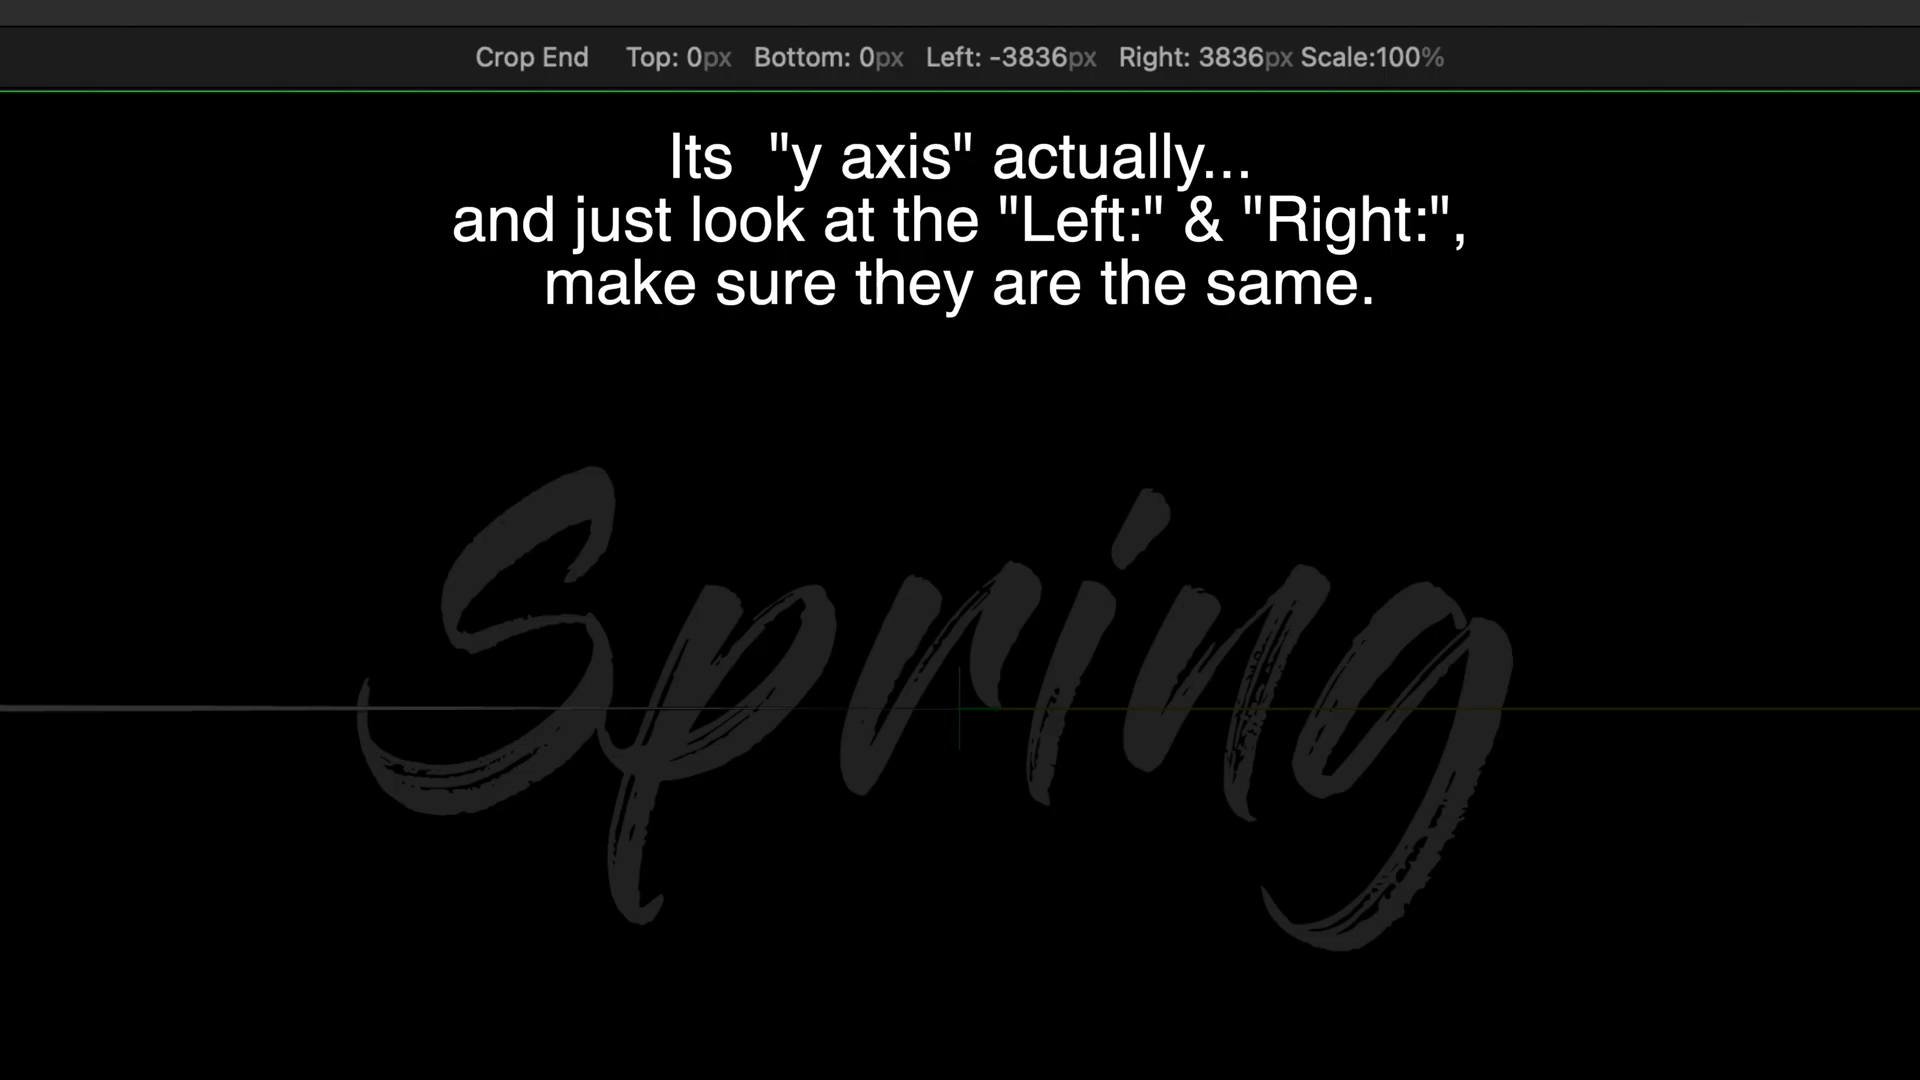 Crop End Top: 0px Bottom: 0px Left: -3836px Right: 3836px Scale:100%
Its "y axis" actually...
and just look at the "Left:" & "Right:",
make sure they are the same.
Spring